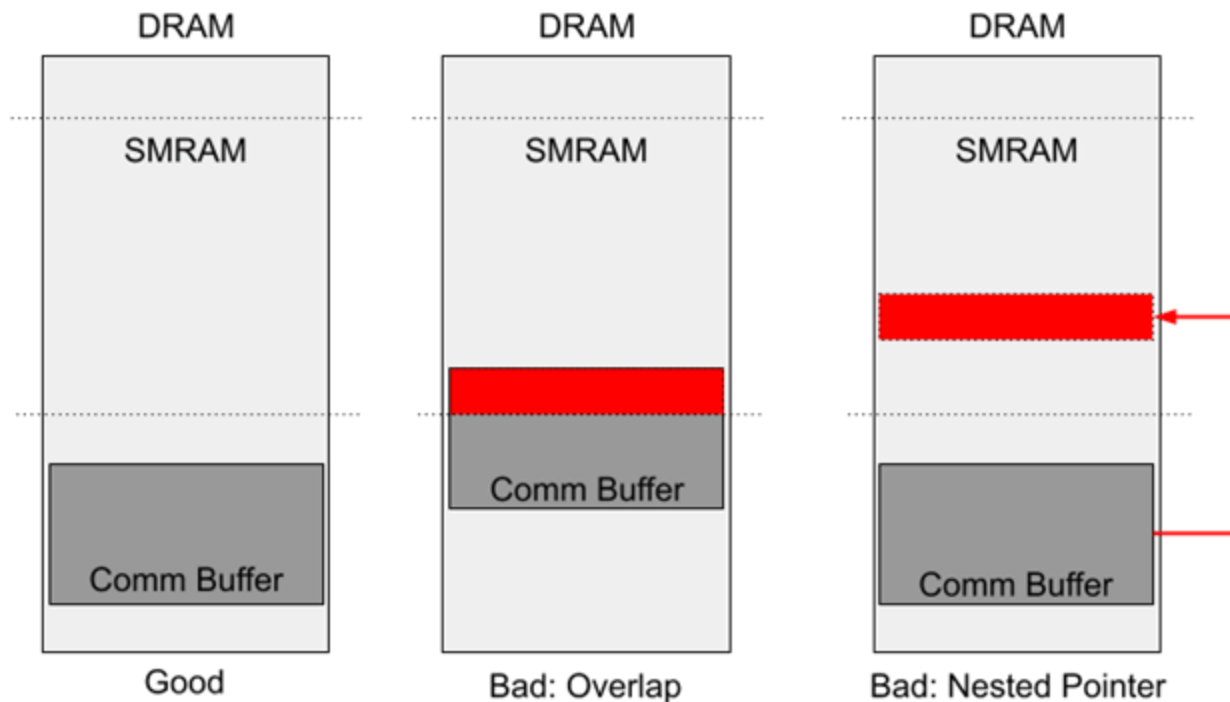 DRAM
SMRAM
Comm Buffer
Good
DRAM
SMRAM
Comm Buffer
Bad: Overlap
DRAM
SMRAM
Comm Buffer
Bad: Nested Pointer